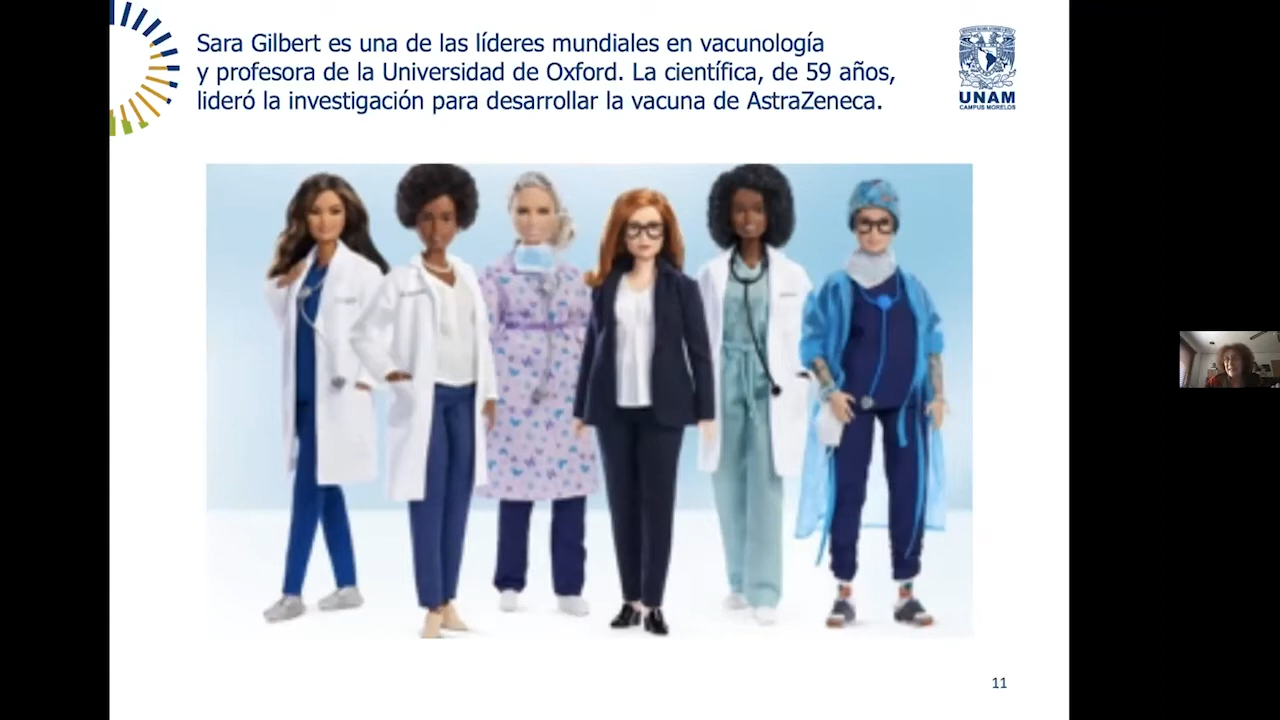 Sara Gilbert es una de las líderes mundiales en vacunología
y profesora de la Universidad de Oxford. La científica, de 59 años,
lideró la investigación para desarrollar la vacuna de AstraZeneca.
UNAM
CAMPUS MORELOS
11